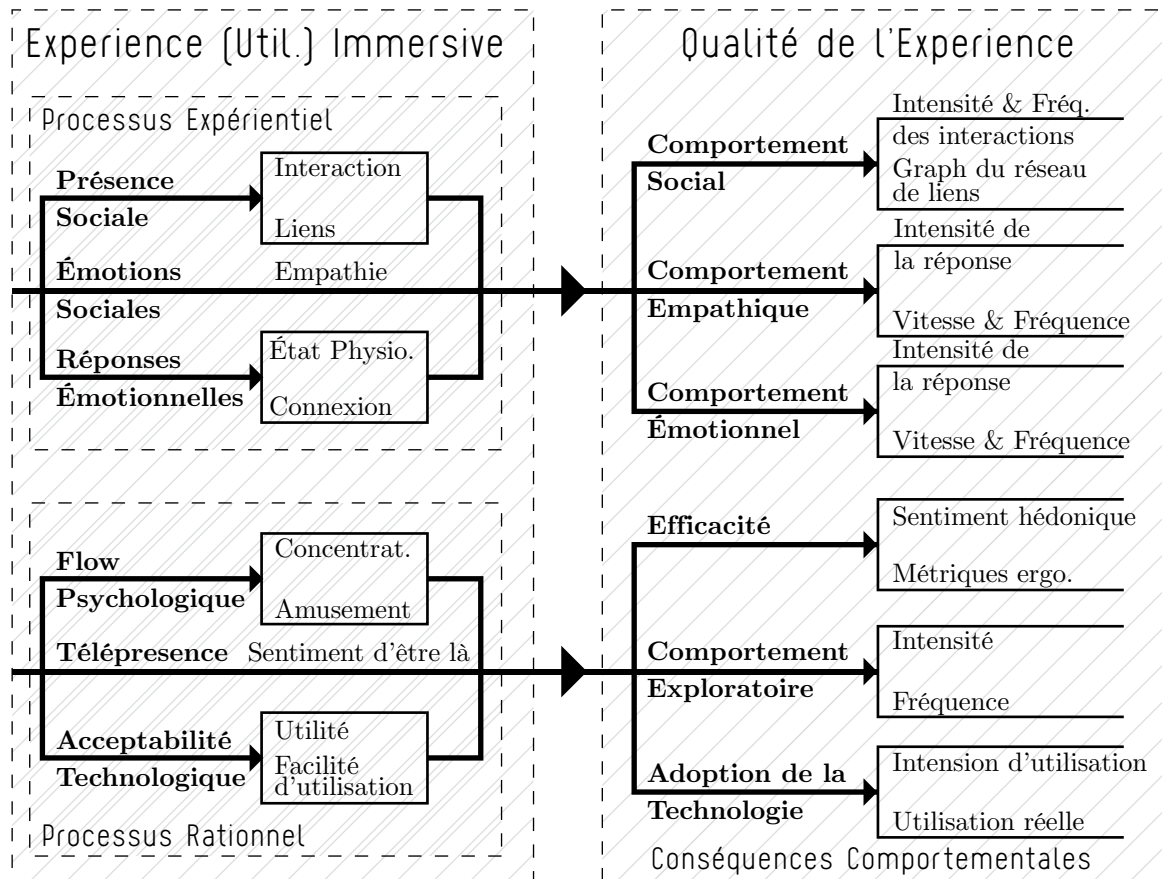 Experience (Util.) Immersive
Processus Expérientiel
Présence
Sociale
Interaction
Liens
Émotions
Sociales
Empathie
Réponses
Émotionnelles
État Physio.
Connexion
Flow
Psychologique
Concentrat.
Amusement
Télépresence
Sentiment d'être là
Acceptabilité
Technologique
Utilité
Facilité
d'utilisation
Processus Rationnel
Qualité de l'Experience
Comportement
Social
Intensité & Fréq.
des interactions
Graph du réseau
de liens
Comportement
Empathique
Intensité de
la réponse
Vitesse & Fréquence
Comportement
Émotionnel
Intensité de
la réponse
Vitesse & Fréquence
Efficacité
Sentiment hédonique
Métriques ergo.
Comportement
Exploratoire
Intensité
Fréquence
Adoption de la
Technologie
Intension d'utilisation
Utilisation réelle
Conséquences Comportementales